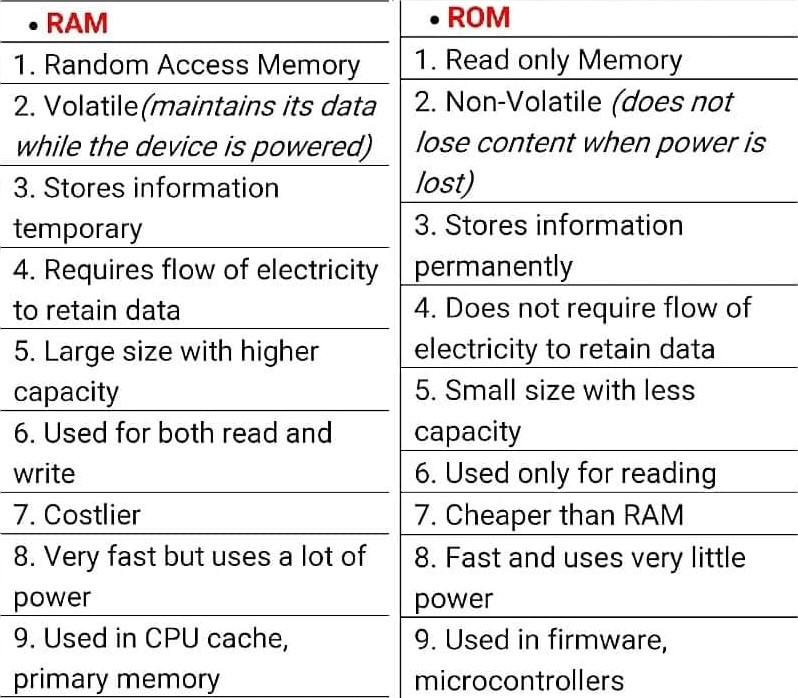 • RAM
1. Random Access Memory
2. Volatile(maintains its data
while the device is powered)
3. Stores information
temporary
4. Requires flow of electricity
to retain data
5. Large size with higher
capacity
6. Used for both read and
write
7. Costlier
8. Very fast but uses a lot of
power
9. Used in CPU cache,
primary memory
• ROM
1. Read only Memory
2. Non-Volatile (does not
lose content when power is
lost)
3. Stores information
permanently
4. Does not require flow of
electricity to retain data
5. Small size with less
capacity
6. Used only for reading
7. Cheaper than RAM
8. Fast and uses very little
power
9. Used in firmware,
microcontrollers